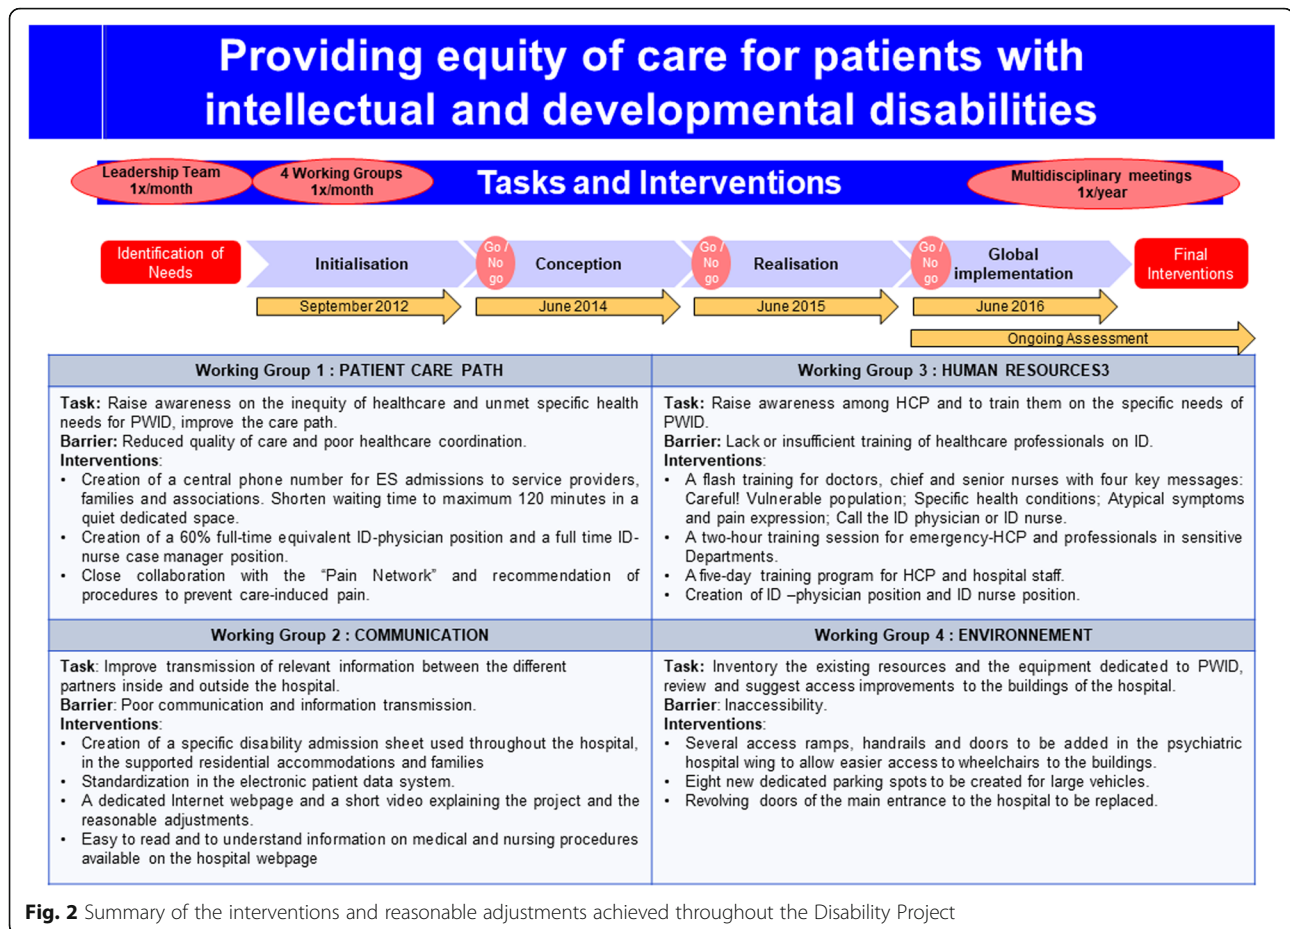 Providing equity of care for patients with
intellectual and developmental disabilities
Leadership Team
1x/month
4 Working Groups
1x/month
Tasks and Interventions
Multidisciplinary meetings
1x/year
Identification of
Needs
Initialisation
Go /
No
go
Conception
Go /
No
go
Realisation
Go /
No
go
Global
implementation
Final
Interventions
September 2012
June 2014
June 2015
June 2016
Ongoing Assessment
Working Group 1 : PATIENT CARE PATH
Task: Raise awareness on the inequity of healthcare and unmet specific health
needs for PWID, improve the care path.
Barrier: Reduced quality of care and poor healthcare coordination.
Interventions:
• Creation of a central phone number for ES admissions to service providers,
families and associations. Shorten waiting time to maximum 120 minutes in a
quiet dedicated space.
• Creation of a 60% full-time equivalent ID-physician position and a full time ID-
nurse case manager position.
• Close collaboration with the “Pain Network” and recommendation of
procedures to prevent care-induced pain.
Working Group 3 : HUMAN RESOURCES3
Task: Raise awareness among HCP and to train them on the specific needs of
PWID.
Barrier: Lack or insufficient training of healthcare professionals on ID.
Interventions:
• A flash training for doctors, chief and senior nurses with four key messages:
Careful! Vulnerable population; Specific health conditions; Atypical symptoms
and pain expression; Call the ID physician or ID nurse.
• A two-hour training session for emergency-HCP and professionals in sensitive
Departments.
• A five-day training program for HCP and hospital staff.
• Creation of ID –physician position and ID nurse position.
Working Group 2 : COMMUNICATION
Task: Improve transmission of relevant information between the different
partners inside and outside the hospital.
Barrier: Poor communication and information transmission.
Interventions:
• Creation of a specific disability admission sheet used throughout the hospital,
in the supported residential accommodations and families
• Standardization in the electronic patient data system.
• A dedicated Internet webpage and a short video explaining the project and the
reasonable adjustments.
• Easy to read and to understand information on medical and nursing procedures
available on the hospital webpage
Working Group 4 : ENVIRONNEMENT
Task: Inventory the existing resources and the equipment dedicated to PWID,
review and suggest access improvements to the buildings of the hospital.
Barrier: Inaccessibility.
Interventions:
• Several access ramps, handrails and doors to be added in the psychiatric
hospital wing to allow easier access to wheelchairs to the buildings.
• Eight new dedicated parking spots to be created for large vehicles.
• Revolving doors of the main entrance to the hospital to be replaced.
Fig. 2 Summary of the interventions and reasonable adjustments achieved throughout the Disability Project